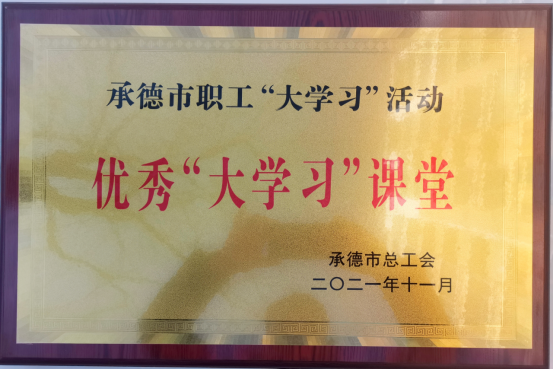 承德市职工“大学习”活动
优秀“大学习”课堂
承德市总工会
二〇二一年十一月